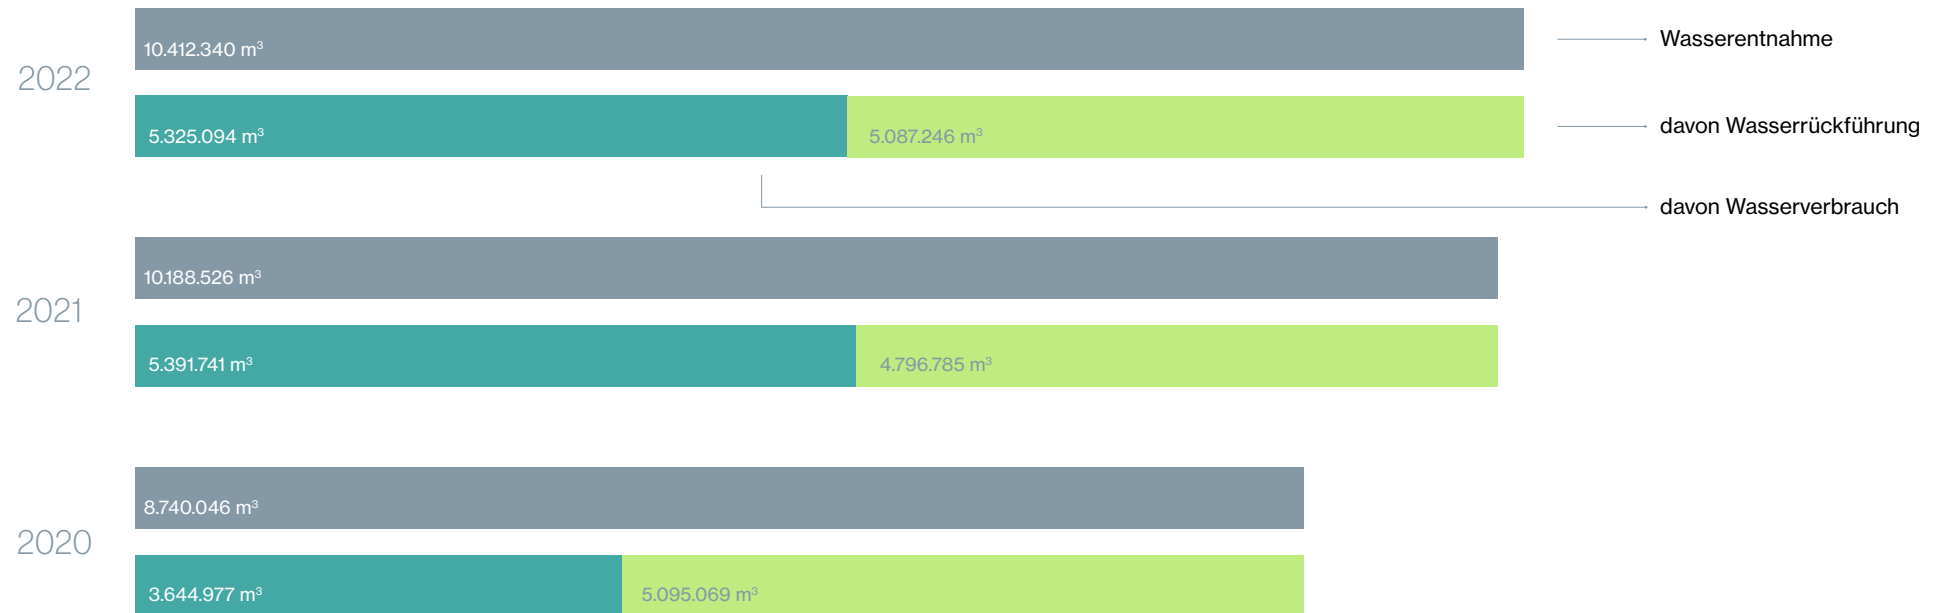 2022
10.412.340 m³
Wasserentnahme
5.325.094 m³
5.087.246 m³
davon Wasserrückführung
davon Wasserverbrauch
2021
10.188.526 m³
5.391.741 m³
4.796.785 m³
2020
8.740.046 m³
3.644.977 m³
5.095.069 m³